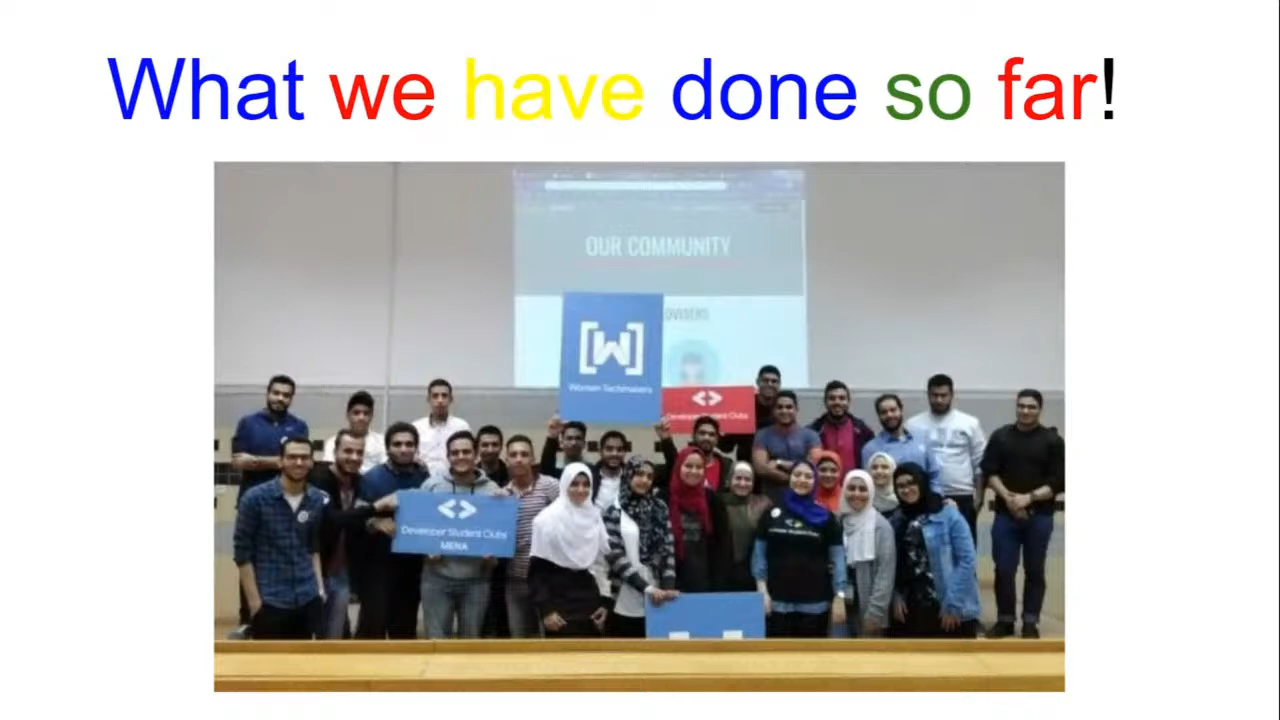 What we have done so far!
OUR COMMUNITY
[W]
Women Techmakers
Developer Student Clubs
Developer Student Clubs
MENA